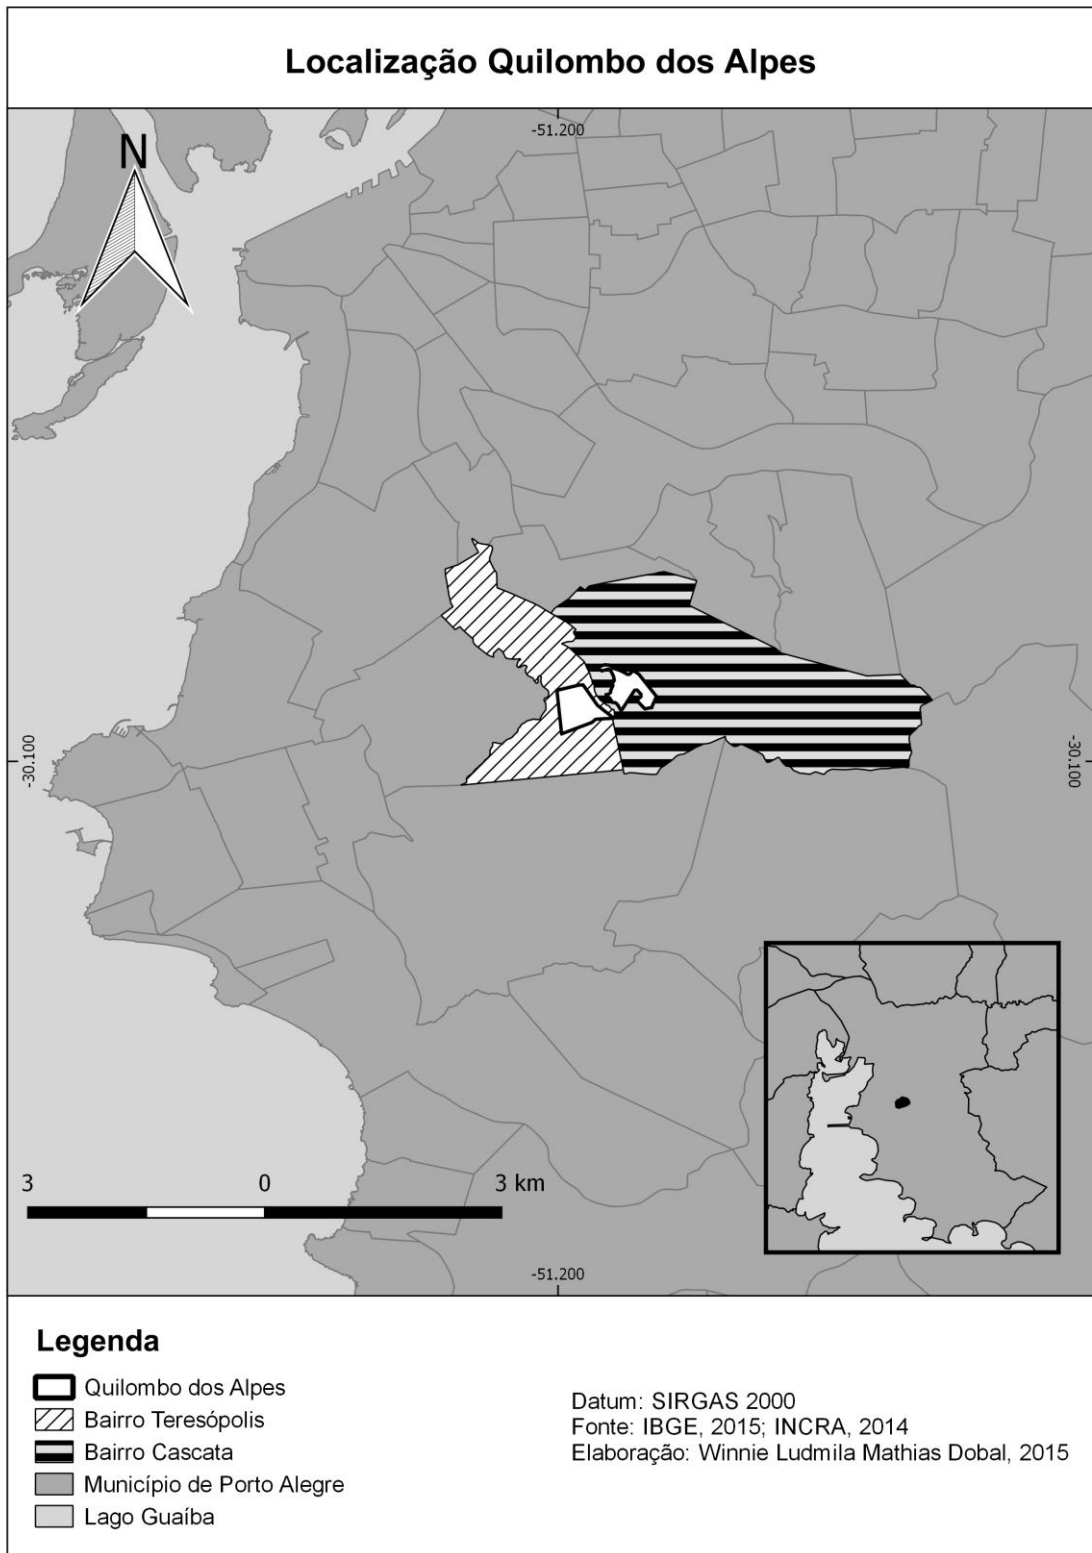 Localização Quilombo dos Alpes
-51.200
N
-30.100
-30.100
3 0 3 km
-51.200
Legenda
Quilombo dos Alpes
Bairro Teresópolis
Bairro Cascata
Município de Porto Alegre
Lago Guaíba
Datum: SIRGAS 2000
Fonte: IBGE, 2015; INCRA, 2014
Elaboração: Winnie Ludmila Mathias Dobal, 2015